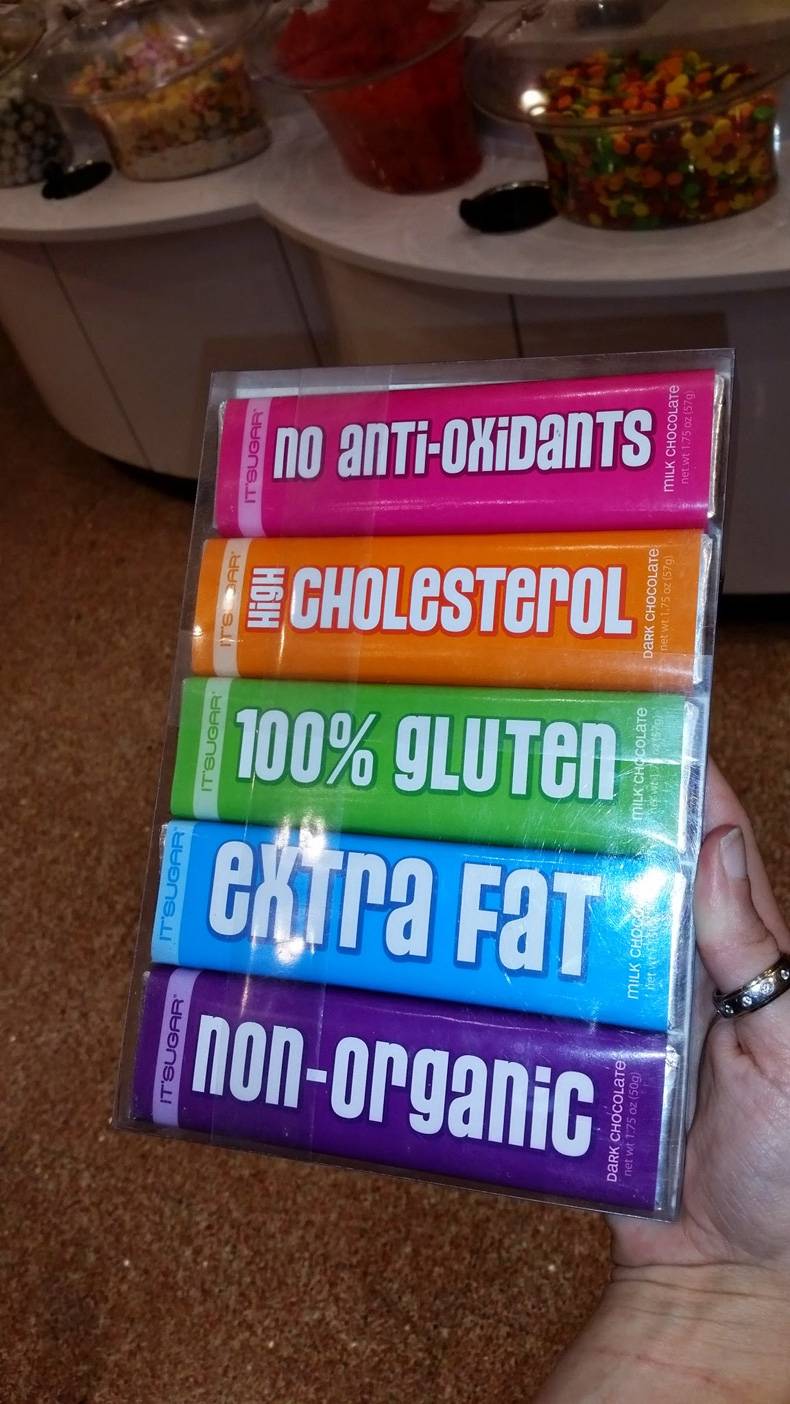 IT'SUGAR
no anTi-oxidanTs
milk CHOCOLATE
net wt 1.75 oz (57g)
IT'SUGAR
HigH CHOLesTeroL
DarK CHOCOLATE
net wt 1.75 oz (57g)
IT'SUGAR
100% gLUTen
milk CHOCOLATE
IT'SUGAR
exTra FaT
milk
IT'SUGAR
non-organic
DarK CHOCOLATE
net wt 1.75 oz (50g)